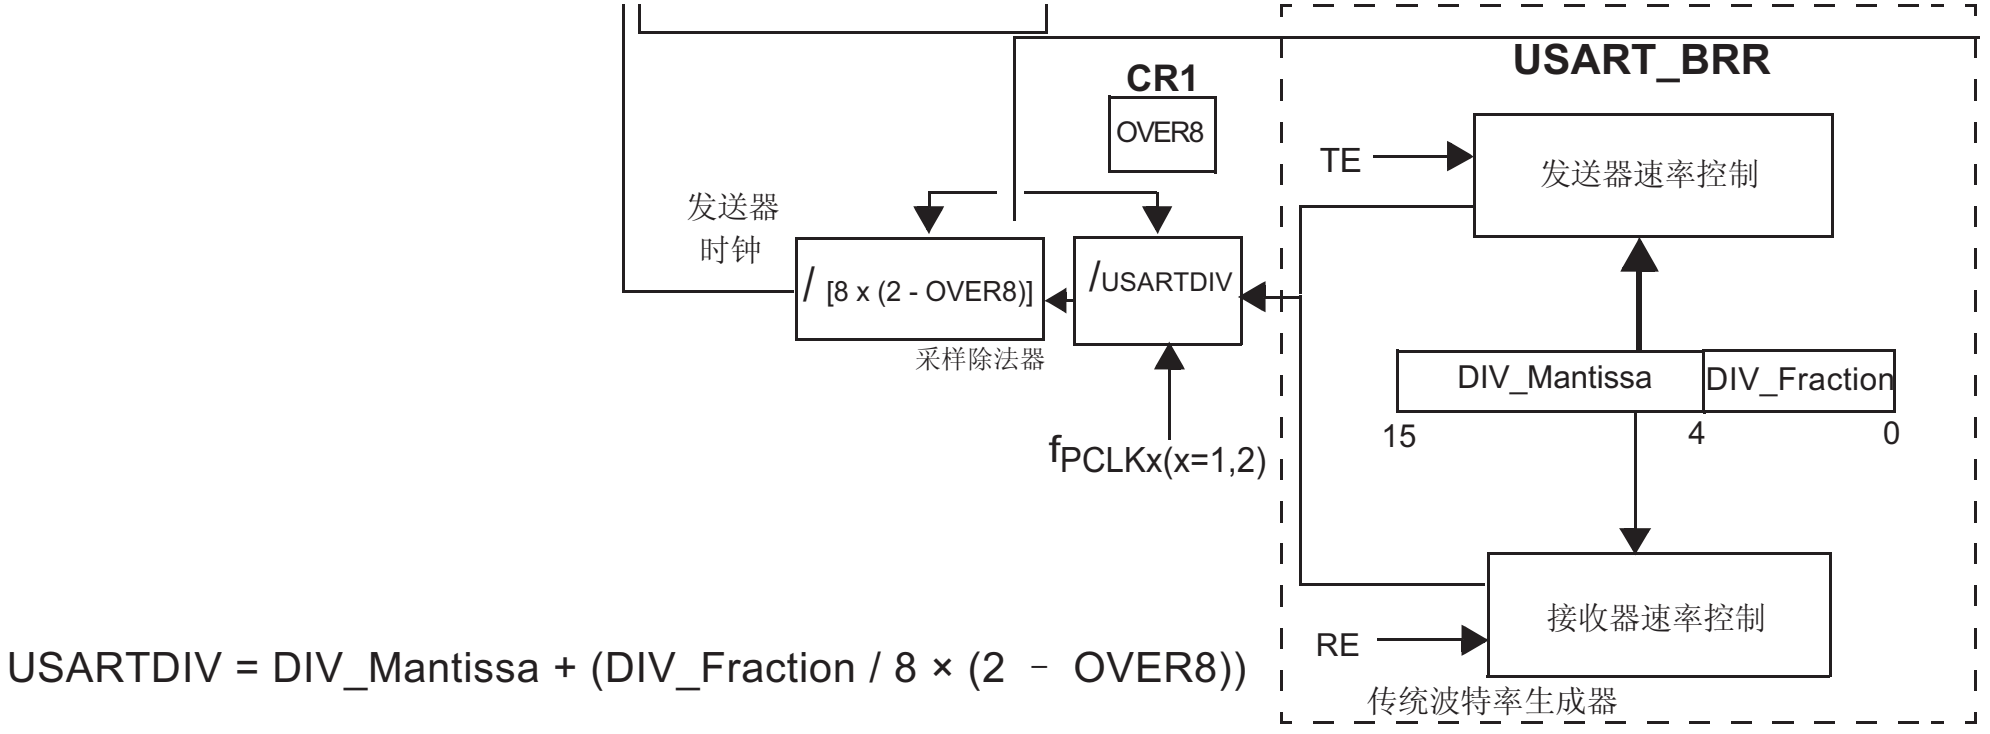 USART_BRR
CR1
OVER8
TE
发送器速率控制
发送器
时钟
/ [8 x (2 - OVER8)]
/USARTDIV
采样除法器
DIV_Mantissa
DIV_Fraction
15
4
0
fPCLKx(x=1,2)
接收器速率控制
RE
USARTDIV = DIV_Mantissa + (DIV_Fraction / 8 × (2 – OVER8))
传统波特率生成器